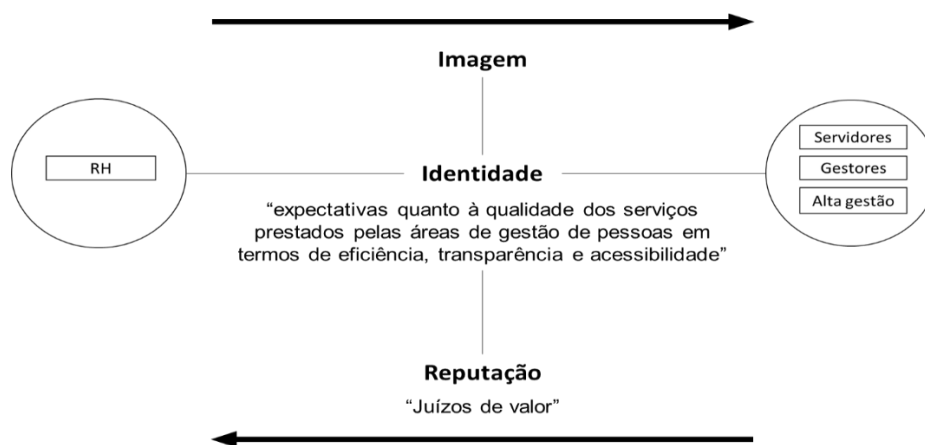 Imagem
RH
Identidade
“expectativas quanto à qualidade dos serviços
prestados pelas áreas de gestão de pessoas em
termos de eficiência, transparência e acessibilidade”
Servidores
Gestores
Alta gestão
Reputação
“Juízos de valor”